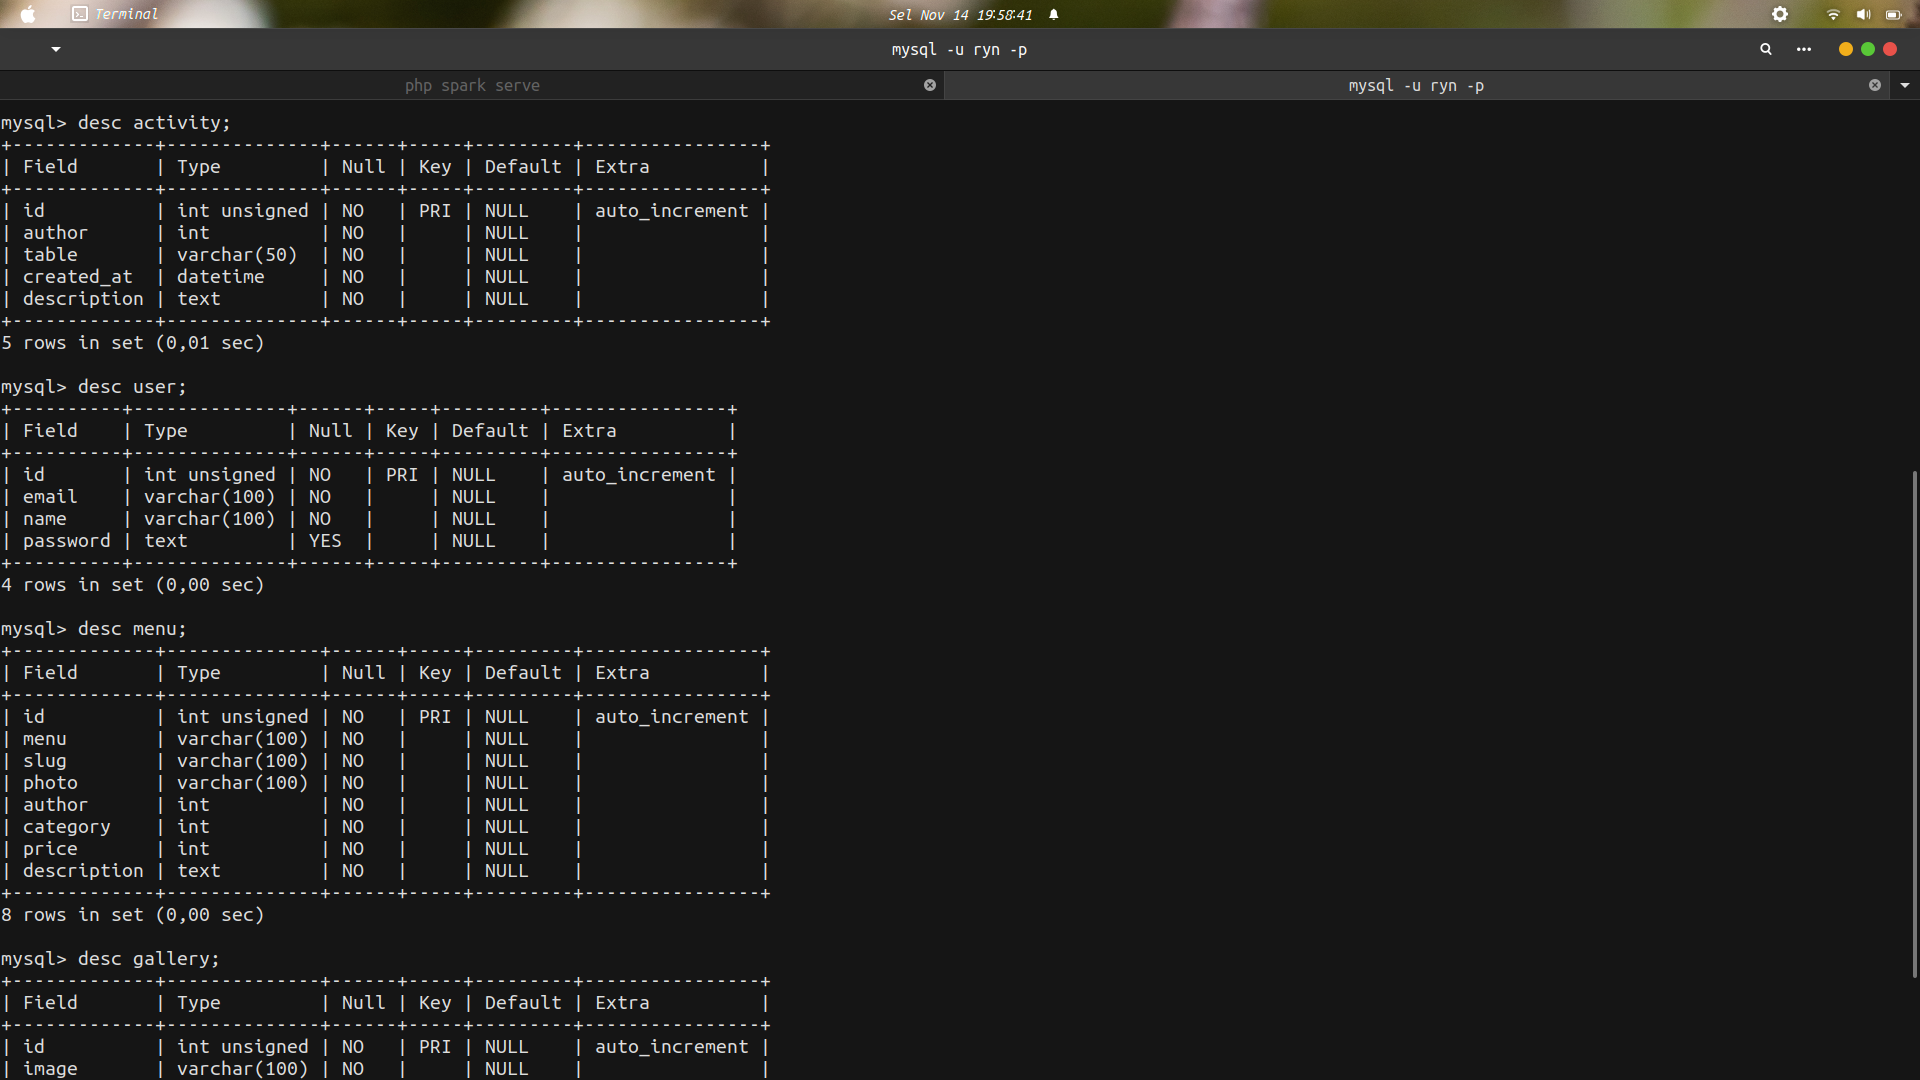 Terminal
Sel Nov 14 19:58:41
mysql -u ryn -p
php spark serve
mysql -u ryn -p
mysql> desc activity;
+-------------+--------------+------+-----+---------+----------------+
| Field       | Type         | Null | Key | Default | Extra          |
+-------------+--------------+------+-----+---------+----------------+
| id          | int unsigned | NO   | PRI | NULL    | auto_increment |
| author      | int          | NO   |     | NULL    |                |
| table       | varchar(50)  | NO   |     | NULL    |                |
| created_at  | datetime     | NO   |     | NULL    |                |
| description | text         | NO   |     | NULL    |                |
+-------------+--------------+------+-----+---------+----------------+
5 rows in set (0,01 sec)
mysql> desc user;
+----------+--------------+------+-----+---------+----------------+
| Field    | Type         | Null | Key | Default | Extra          |
+----------+--------------+------+-----+---------+----------------+
| id       | int unsigned | NO   | PRI | NULL    | auto_increment |
| email    | varchar(100) | NO   |     | NULL    |                |
| name     | varchar(100) | NO   |     | NULL    |                |
| password | text         | YES  |     | NULL    |                |
+----------+--------------+------+-----+---------+----------------+
4 rows in set (0,00 sec)
mysql> desc menu;
+-------------+--------------+------+-----+---------+----------------+
| Field       | Type         | Null | Key | Default | Extra          |
+-------------+--------------+------+-----+---------+----------------+
| id          | int unsigned | NO   | PRI | NULL    | auto_increment |
| menu        | varchar(100) | NO   |     | NULL    |                |
| slug        | varchar(100) | NO   |     | NULL    |                |
| photo       | varchar(100) | NO   |     | NULL    |                |
| author      | int          | NO   |     | NULL    |                |
| category    | int          | NO   |     | NULL    |                |
| price       | int          | NO   |     | NULL    |                |
| description | text         | NO   |     | NULL    |                |
+-------------+--------------+------+-----+---------+----------------+
8 rows in set (0,00 sec)
mysql> desc gallery;
+-------------+--------------+------+-----+---------+----------------+
| Field       | Type         | Null | Key | Default | Extra          |
+-------------+--------------+------+-----+---------+----------------+
| id          | int unsigned | NO   | PRI | NULL    | auto_increment |
| image       | varchar(100) | NO   |     | NULL    |                |